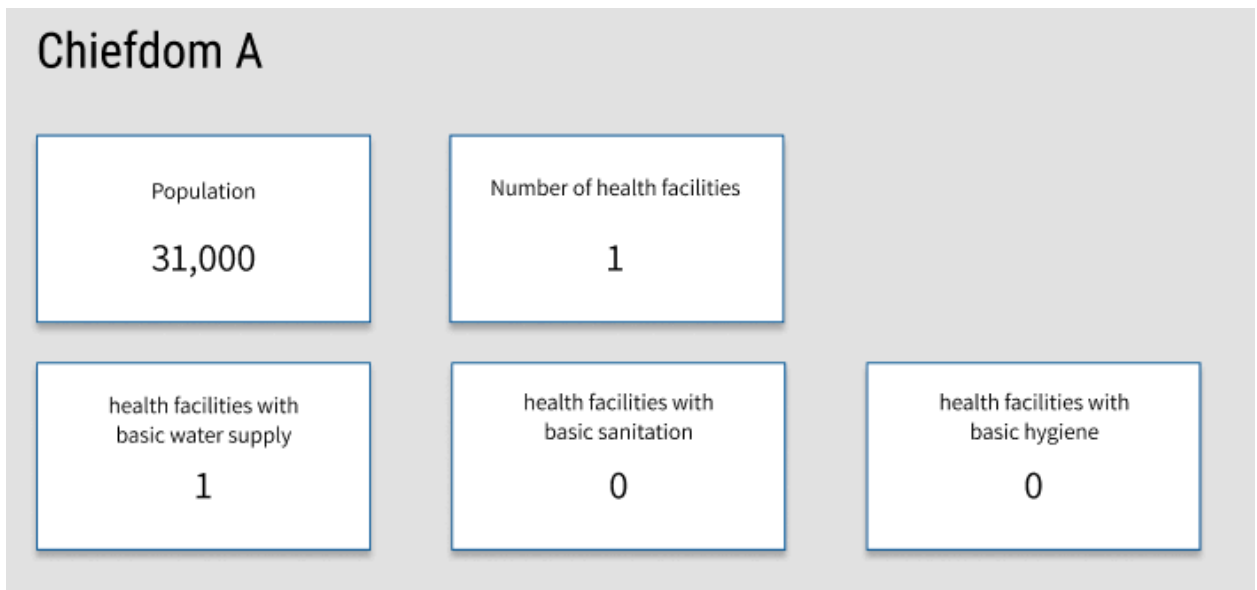 Chiefdom A
Population
31,000
Number of health facilities
1
health facilities with
basic water supply
1
health facilities with
basic sanitation
0
health facilities with
basic hygiene
0